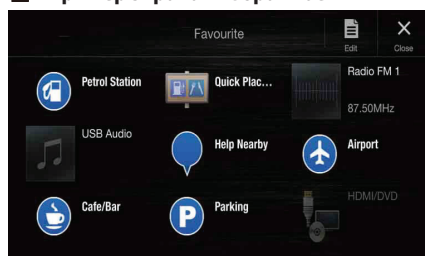 Favourite
Edit
Close
Petrol Station
Quick Plac...
Radio FM 1
87.50MHz
USB Audio
Help Nearby
Airport
Cafe/Bar
P
Parking
HDMI/DVD